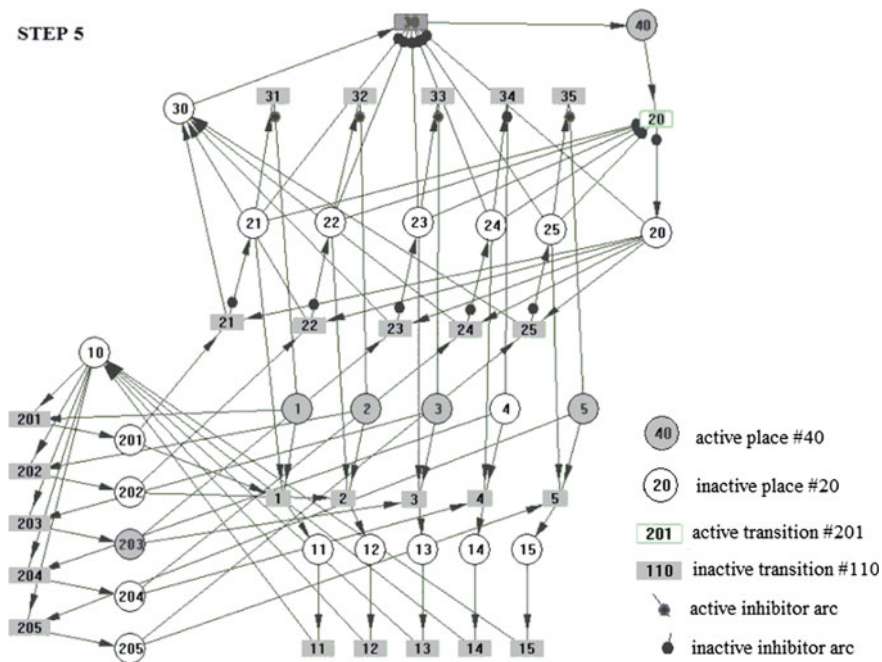 STEP 5
30
40
31 32 33 34 35
30
20
21 22 23 24 25
20
21 22 23 24 25
10
1 2 3 4 5
201
201
202
202
1 2 3 4 5
203
203
11 12 13 14 15
204
204
205
205
11 12 13 14 15
40 active place #40
20 inactive place #20
201 active transition #201
110 inactive transition #110
active inhibitor arc
inactive inhibitor arc